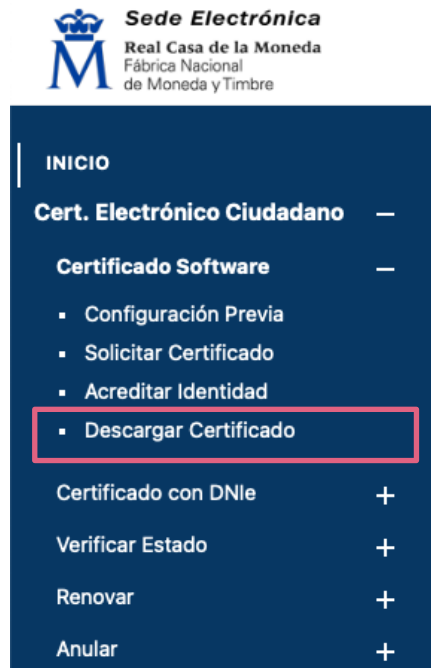 Sede Electrónica
Real Casa de la Moneda
Fábrica Nacional
de Moneda y Timbre
INICIO
Cert. Electrónico Ciudadano
Certificado Software
Configuración Previa
Solicitar Certificado
Acreditar Identidad
Descargar Certificado
Certificado con DNIe
Verificar Estado
Renovar
Anular